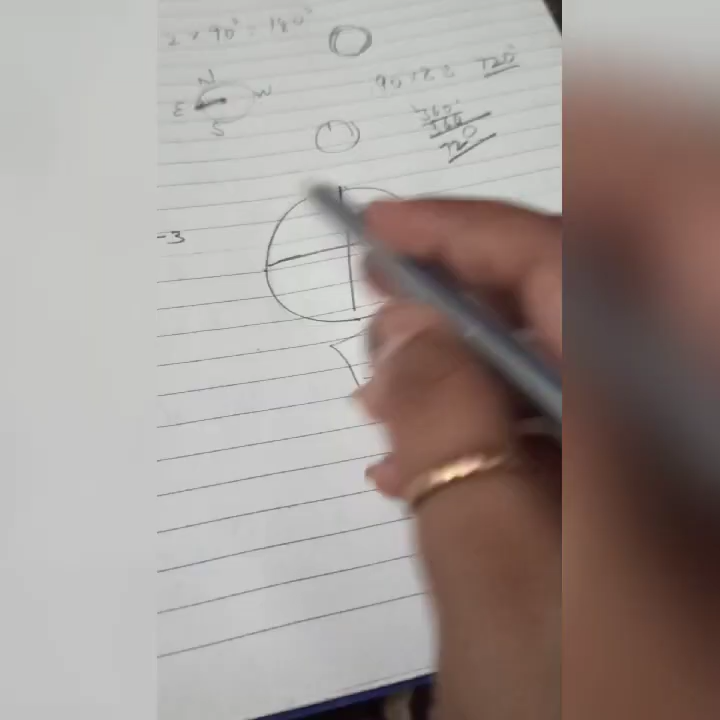 2 × 90° = 180°
N
E W
S
90 × 8 = 720°
360°
360
720
-3